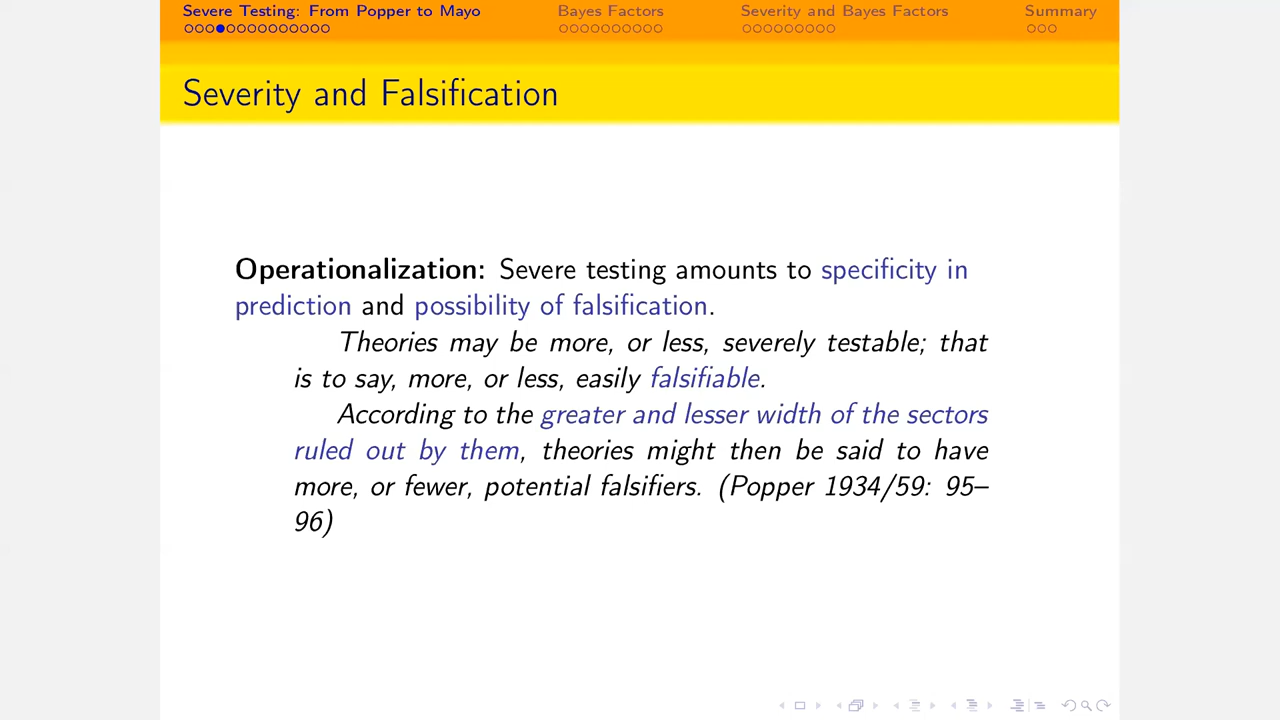 Severe Testing: From Popper to Mayo Bayes Factors Severity and Bayes Factors Summary
Severity and Falsification
Operationalization: Severe testing amounts to specificity in
prediction and possibility of falsification.
Theories may be more, or less, severely testable; that
is to say, more, or less, easily falsifiable.
According to the greater and lesser width of the sectors
ruled out by them, theories might then be said to have
more, or fewer, potential falsifiers. (Popper 1934/59: 95–
96)